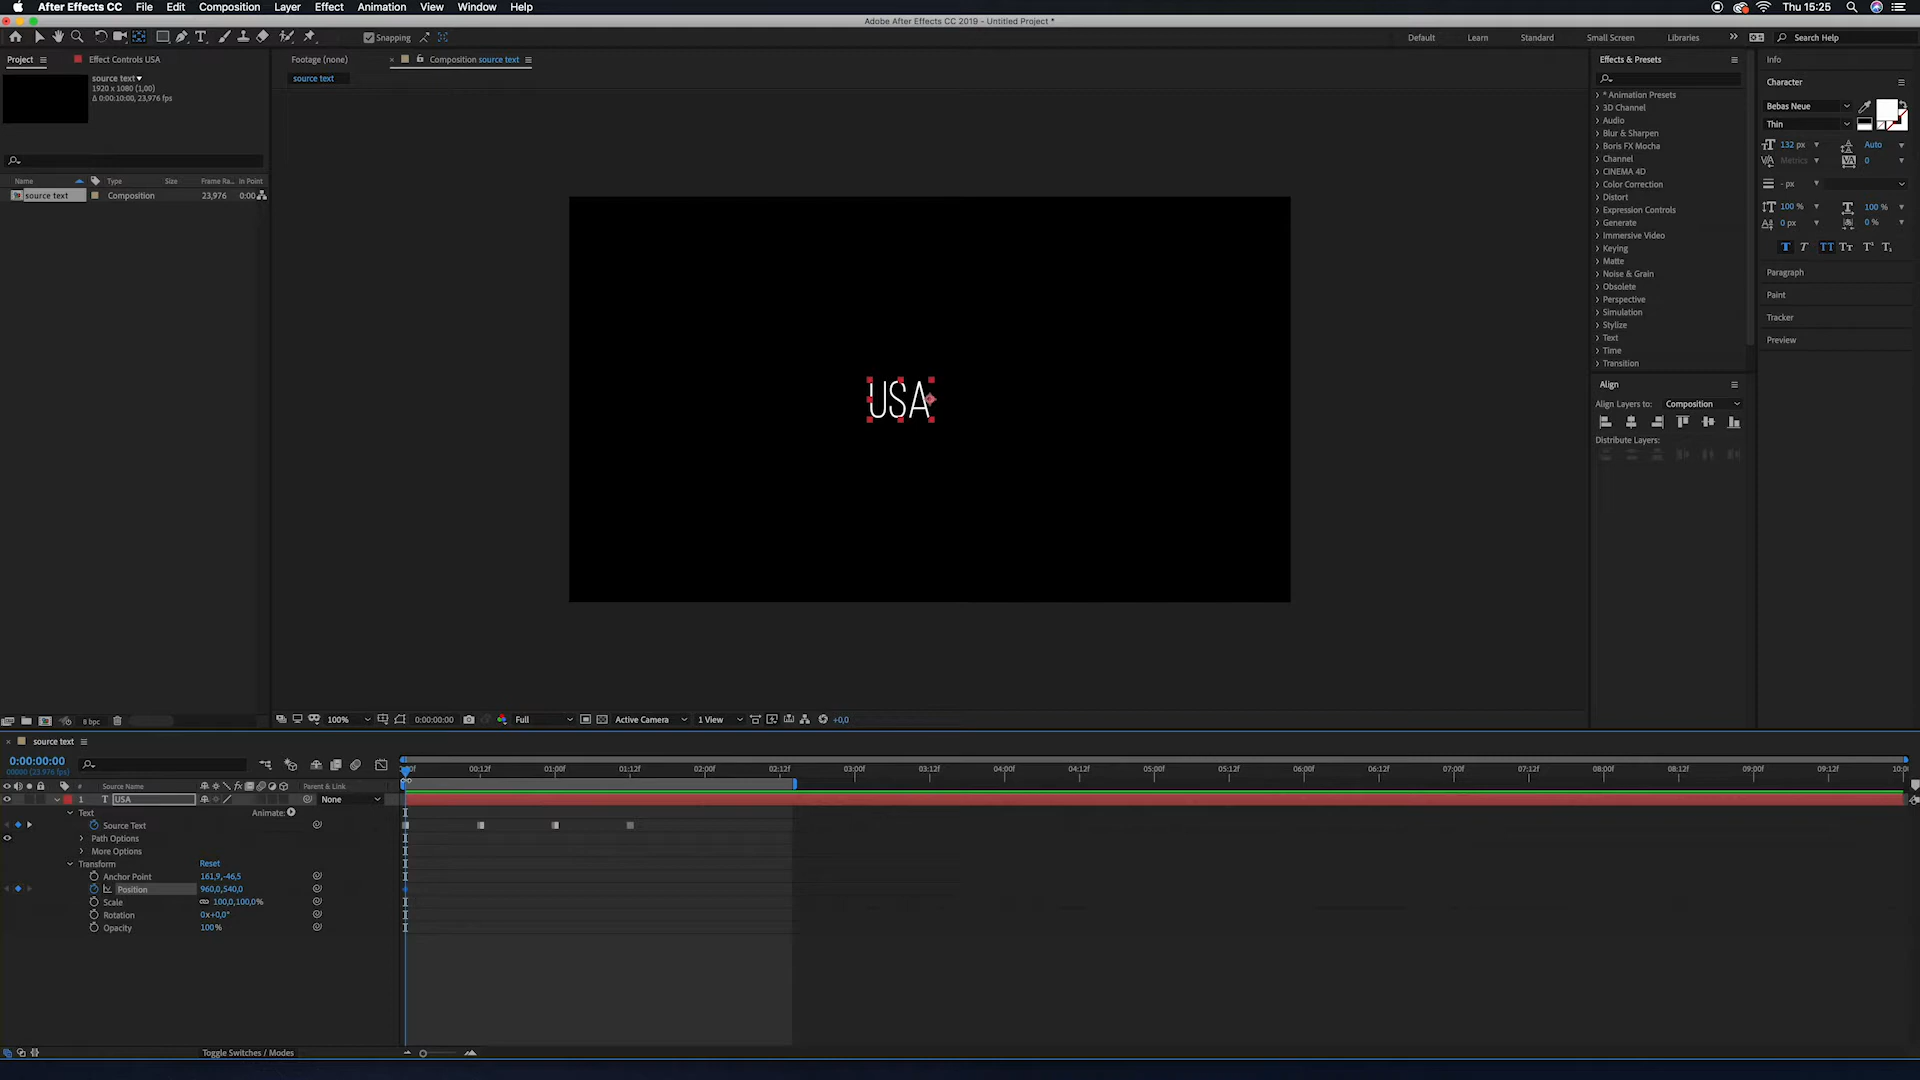 After Effects CC File Edit Composition Layer Effect Animation View Window Help Thu 15:25
Adobe After Effects CC 2019 - Untitled Project *
Snapping Default Learn Standard Small Screen Libraries Search Help
Project Effect Controls USA
source text
1920 x 1080 (1,00)
Δ 0:00:10:00, 23,976 fps
Name Type Size Frame Ra... In Point
source text Composition 23,976 0:00
8 bpc
Footage (none) Composition source text
source text
USA
100% 0:00:00:00 Full Active Camera 1 View +0,0
Effects & Presets
* Animation Presets
3D Channel
Audio
Blur & Sharpen
Boris FX Mocha
Channel
CINEMA 4D
Color Correction
Distort
Expression Controls
Generate
Immersive Video
Keying
Matte
Noise & Grain
Obsolete
Perspective
Simulation
Stylize
Text
Time
Transition
Align
Align Layers to: Composition
Distribute Layers:
Info
Character
Bebas Neue
Thin
132 px Auto
Metrics 0
- px
100 % 100 %
0 px 0 %
Paragraph
Paint
Tracker
Preview
source text
0:00:00:00
00000 (23.976 fps)
00:12f 01:00f 01:12f 02:00f 02:12f 03:00f 03:12f 04:00f 04:12f 05:00f 05:12f 06:00f 06:12f 07:00f 07:12f 08:00f 08:12f 09:00f 09:12f
# Source Name Parent & Link
1 T USA None
Text Animate:
Source Text
Path Options
More Options
Transform Reset
Anchor Point 161,9,-46,5
Position 960,0,540,0
Scale 100,0,100,0%
Rotation 0x+0,0°
Opacity 100%
Toggle Switches / Modes